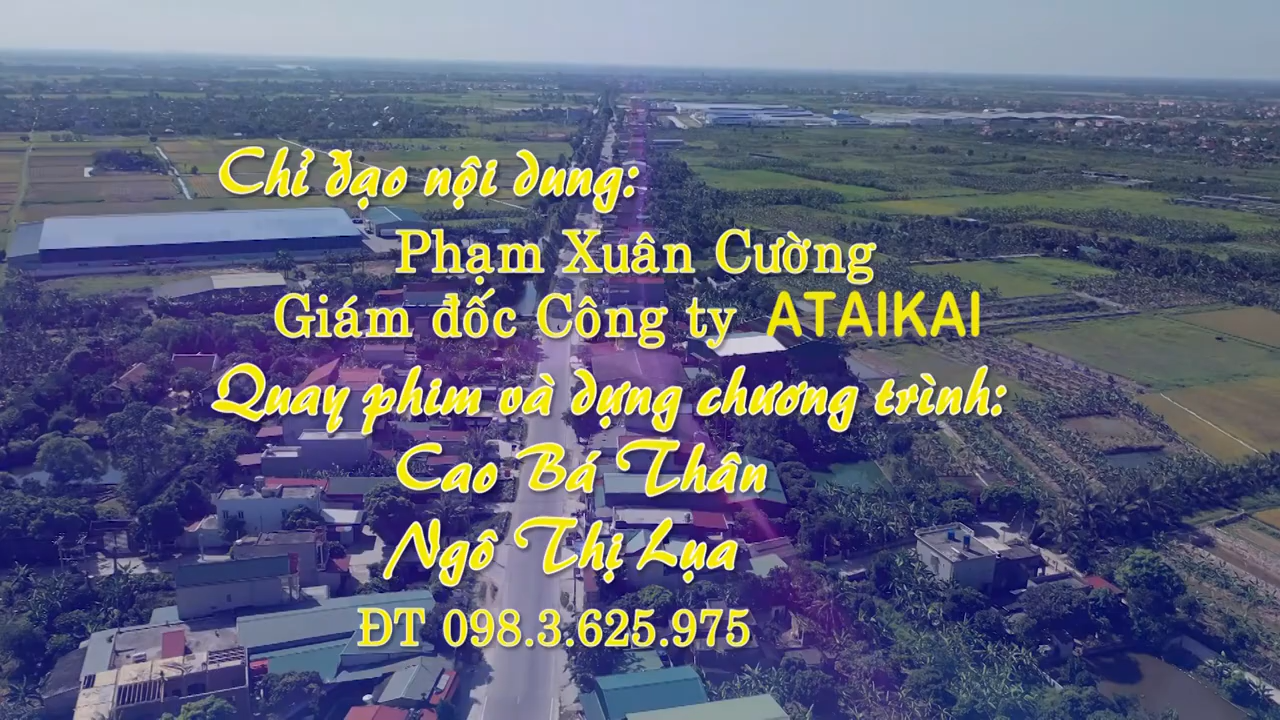 Chỉ đạo nội dung:
Phạm Xuân Cường
Giám đốc Công ty ATAIKAI
Quay phim và dựng chương trình:
Cao Bá Thân
Ngô Thị Lụa
ĐT 098.3.625.975